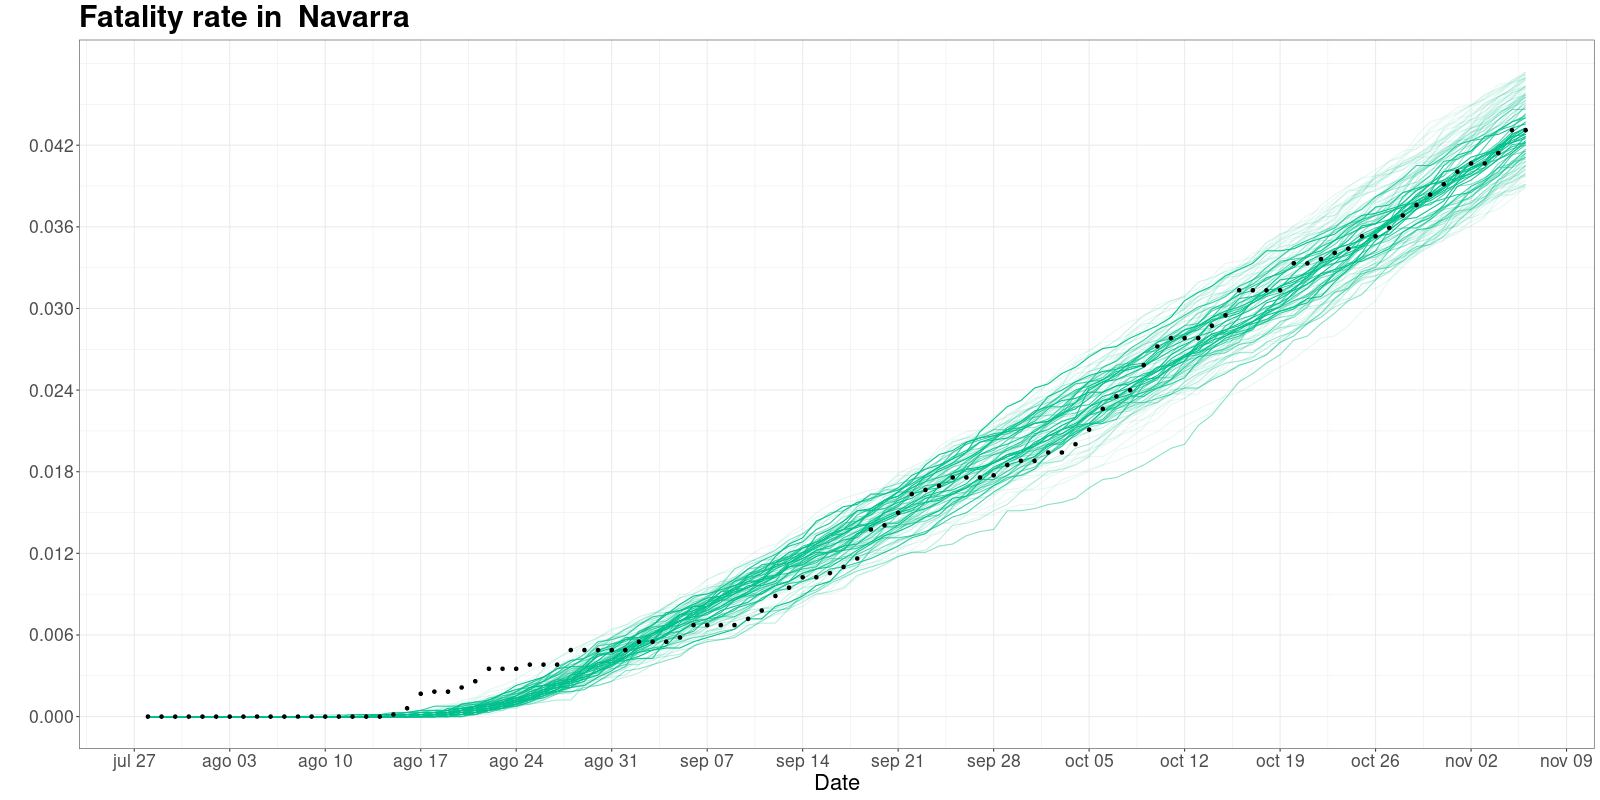 Fatality rate in  Navarra
0.042
0.036
0.030
0.024
0.018
0.012
0.006
0.000
jul 27 ago 03 ago 10 ago 17 ago 24 ago 31 sep 07 sep 14 sep 21 sep 28 oct 05 oct 12 oct 19 oct 26 nov 02 nov 09
Date